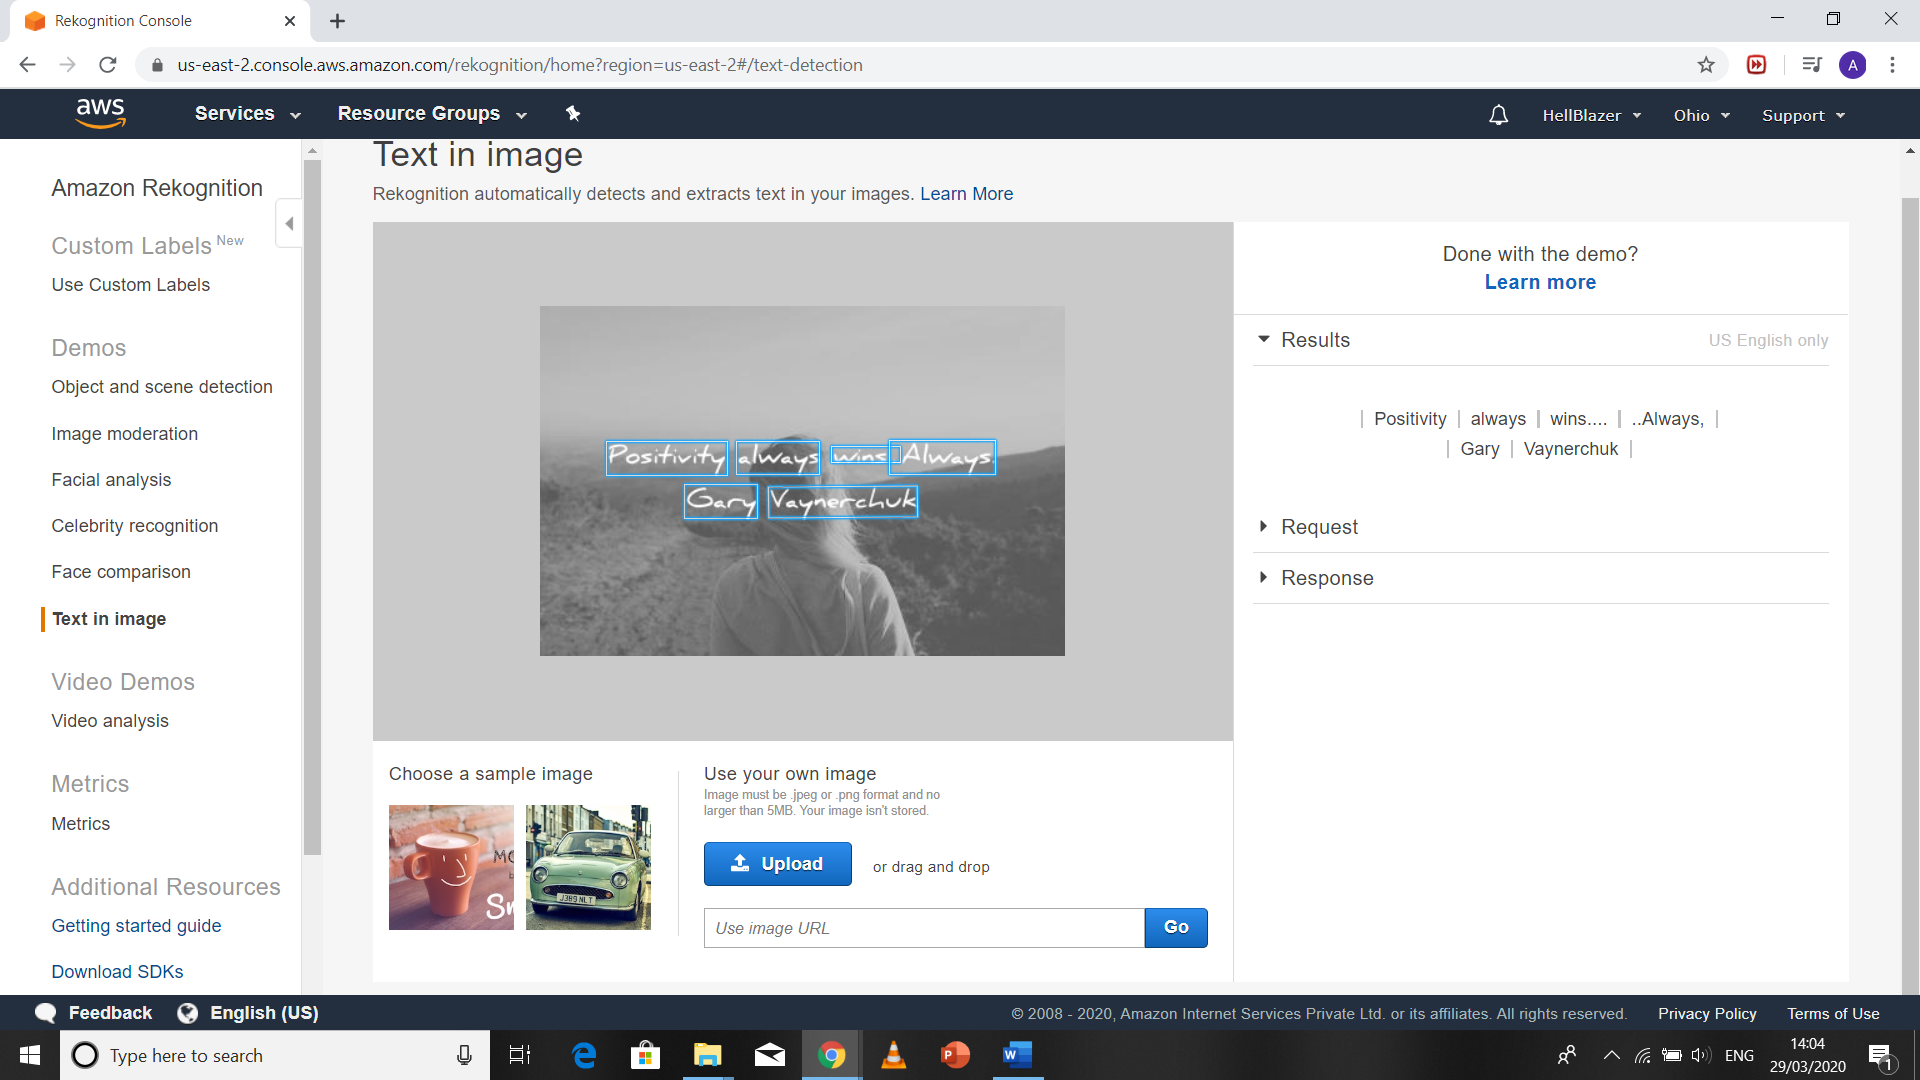 Rekognition Console
us-east-2.console.aws.amazon.com/rekognition/home?region=us-east-2#/text-detection
A
aws
Services
Resource Groups
HellBlazer
Ohio
Support
Amazon Rekognition
Custom Labels New
Use Custom Labels
Demos
Object and scene detection
Image moderation
Facial analysis
Celebrity recognition
Face comparison
Text in image
Video Demos
Video analysis
Metrics
Metrics
Additional Resources
Getting started guide
Download SDKs
Text in image
Rekognition automatically detects and extracts text in your images. Learn More
Positivity always wins Always.
Gary Vaynerchuk
Choose a sample image
J389 NLT
Use your own image
Image must be .jpeg or .png format and no
larger than 5MB. Your image isn't stored.
Upload
or drag and drop
Use image URL
Go
Done with the demo?
Learn more
Results
US English only
| Positivity | always | wins.... | ..Always, |
| Gary | Vaynerchuk |
Request
Response
Feedback
English (US)
© 2008 - 2020, Amazon Internet Services Private Ltd. or its affiliates. All rights reserved.
Privacy Policy
Terms of Use
Type here to search
ENG
14:04
29/03/2020
1